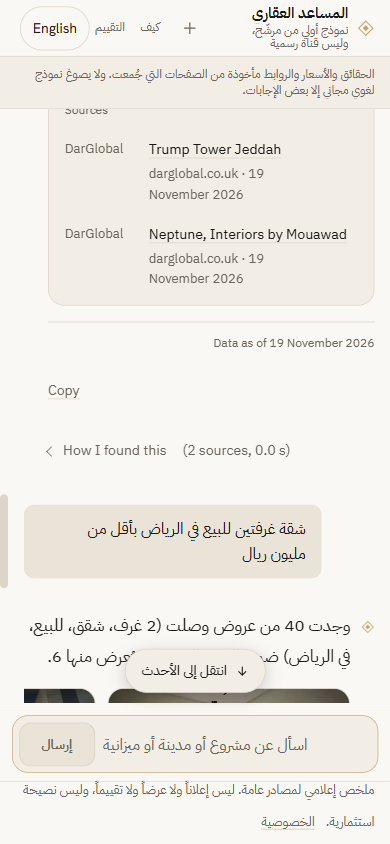 المساعد العقاري
نموذج أولي من مرشّح،
وليس قناة رسمية
English
التقييم
كيف
+
الحقائق والأسعار والروابط مأخوذة من الصفحات التي جُمعت. ولا يصوغ نموذج
لغوي مجاني إلا بعض الإجابات.
Sources
DarGlobal
Trump Tower Jeddah
darglobal.co.uk · 19
November 2026
DarGlobal
Neptune, Interiors by Mouawad
darglobal.co.uk · 19
November 2026
Data as of 19 November 2026
Copy
How I found this (2 sources, 0.0 s)
شقة غرفتين للبيع في الرياض بأقل من
مليون ريال
وجدت 40 من عروض وصلت (2 غرف، شقق، للبيع،
في الرياض) منها 6.
انتقل إلى الأحدث ↓
اسأل عن مشروع أو مدينة أو ميزانية
إرسال
ملخص إعلامي لمصادر عامة. ليس إعلاناً ولا عرضاً ولا تقييماً، وليس نصيحة
استثمارية. الخصوصية